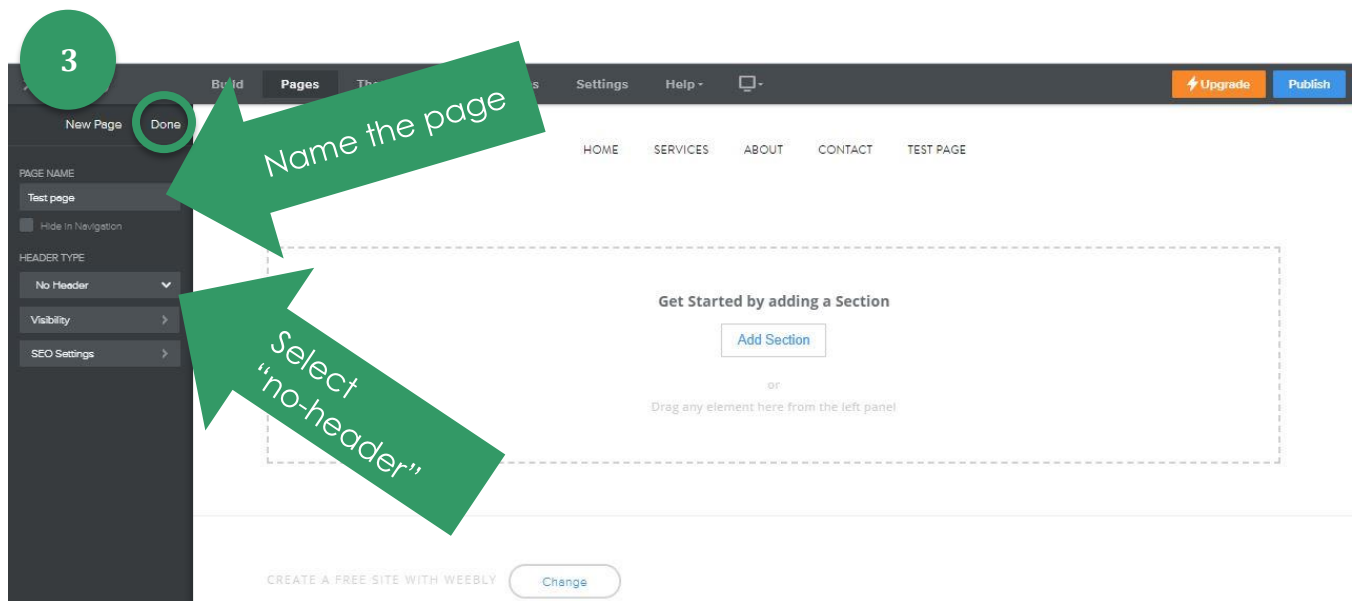 3
Build
Pages
Settings
Help
Upgrade
Publish
New Page
Done
Name the page
HOME
SERVICES
ABOUT
CONTACT
TEST PAGE
PAGE NAME
Test page
Hide in Navigation
HEADER TYPE
No Header
Visibility
SEO Settings
Select
“no-header”
Get Started by adding a Section
Add Section
or
Drag any element here from the left panel
CREATE A FREE SITE WITH WEEBLY
Change